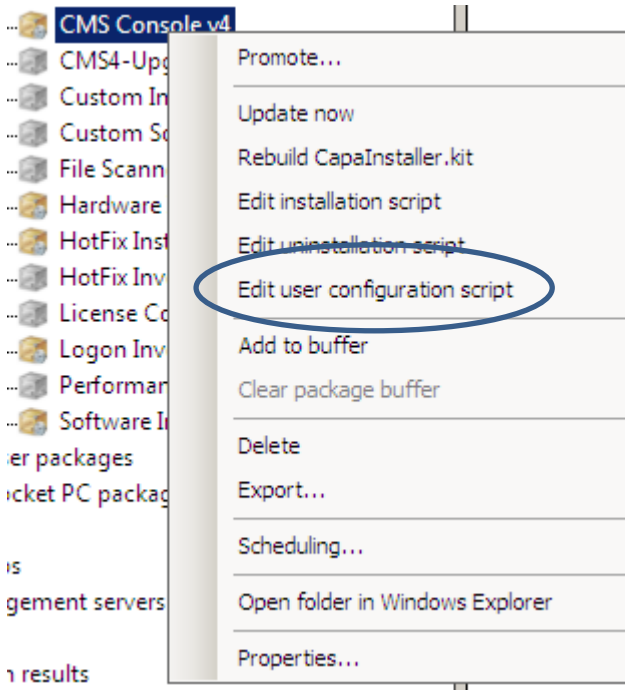 CMS Console v4
CMS4-Upg
Custom In
Custom Sc
File Scann
Hardware
HotFix Inst
HotFix Inv
License Co
Logon Inv
Performan
Software In
ser packages
ocket PC packag
os
gement servers
n results
Promote...
Update now
Rebuild CapaInstaller.kit
Edit installation script
Edit uninstallation script
Edit user configuration script
Add to buffer
Clear package buffer
Delete
Export...
Scheduling...
Open folder in Windows Explorer
Properties...